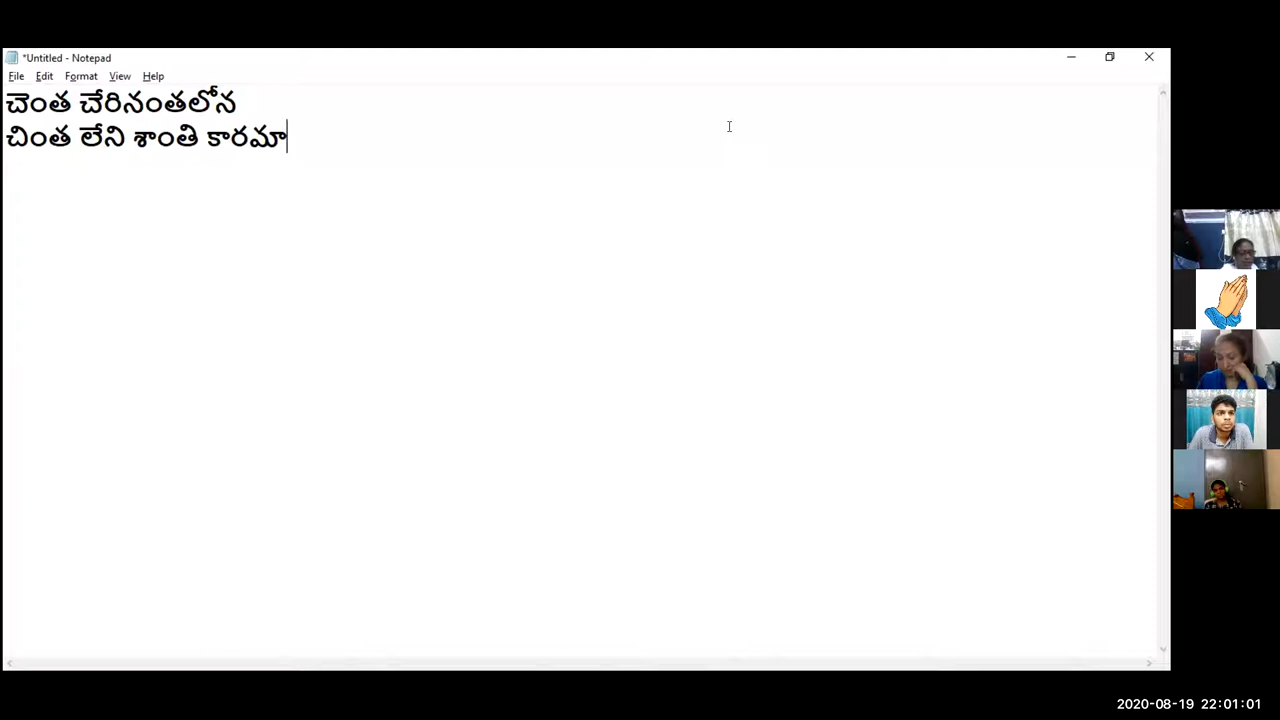 *Untitled - Notepad
File Edit Format View Help
చెంత చేరినంతలోన
చింత లేని శాంతి కారమా
2020-08-19 22:01:01